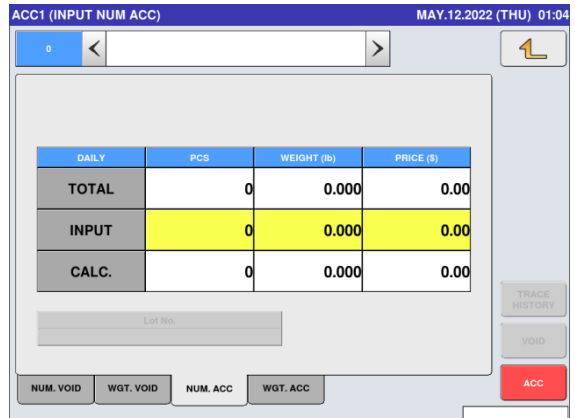 ACC1 (INPUT NUM ACC) MAY.12.2022 (THU) 01:04
0
DAILY PCS WEIGHT (lb) PRICE ($)
TOTAL 0 0.000 0.00
INPUT 0 0.000 0.00
CALC. 0 0.000 0.00
TRACE
HISTORY
Lot No.
VOID
NUM. VOID WGT. VOID NUM. ACC WGT. ACC
ACC